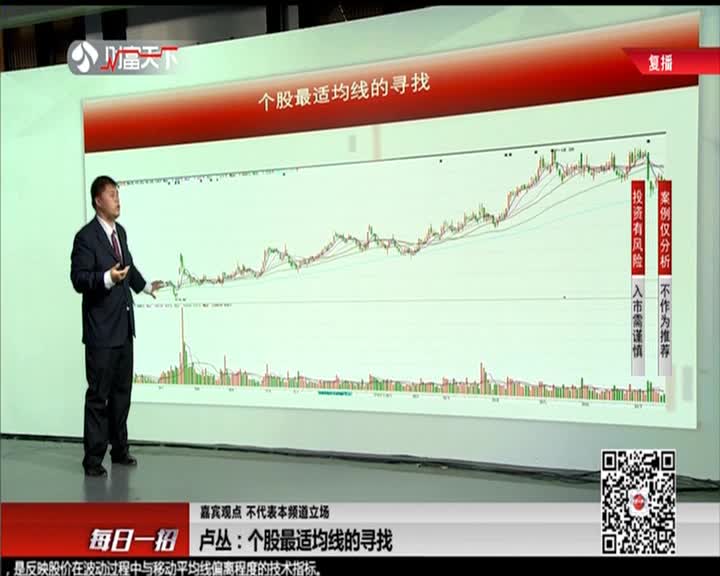 财富天下
复播
个股最适均线的寻找
案例仅分析 不作为推荐
投资有风险 入市需谨慎
嘉宾观点 不代表本频道立场
每日一招
卢丛：个股最适均线的寻找
，是反映股价在波动过程中与移动平均线偏离程度的技术指标。